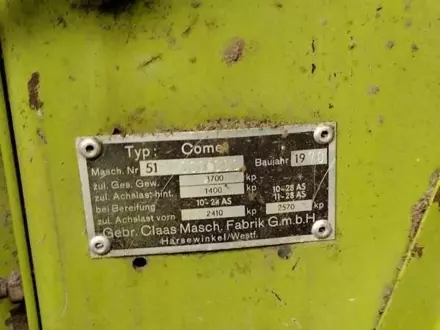 Typ: Comet
Masch. Nr 51 Baujahr 19
zul. Ges. Gew. 3700 kp
zul. Achslast hint. 1400 kp 10-28 AS 11-28 AS
bei Bereifung 10-28 AS
zul. Achslast vorn 2410 kp 2570 kp
Gebr. Claas Masch. Fabrik G.m.b.H
Harsewinkel/Westf.